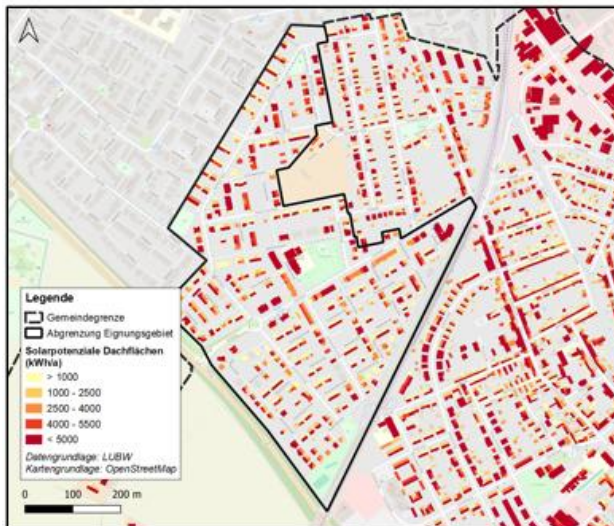 Legende
Gemeindegrenze
Abgrenzung Eignungsgebiet
Solarpotenziale Dachflächen
(kWh/a)
> 1000
1000 - 2500
2500 - 4000
4000 - 5500
< 5000
Datengrundlage: LUBW
Kartengrundlage: OpenStreetMap
0 100 200 m